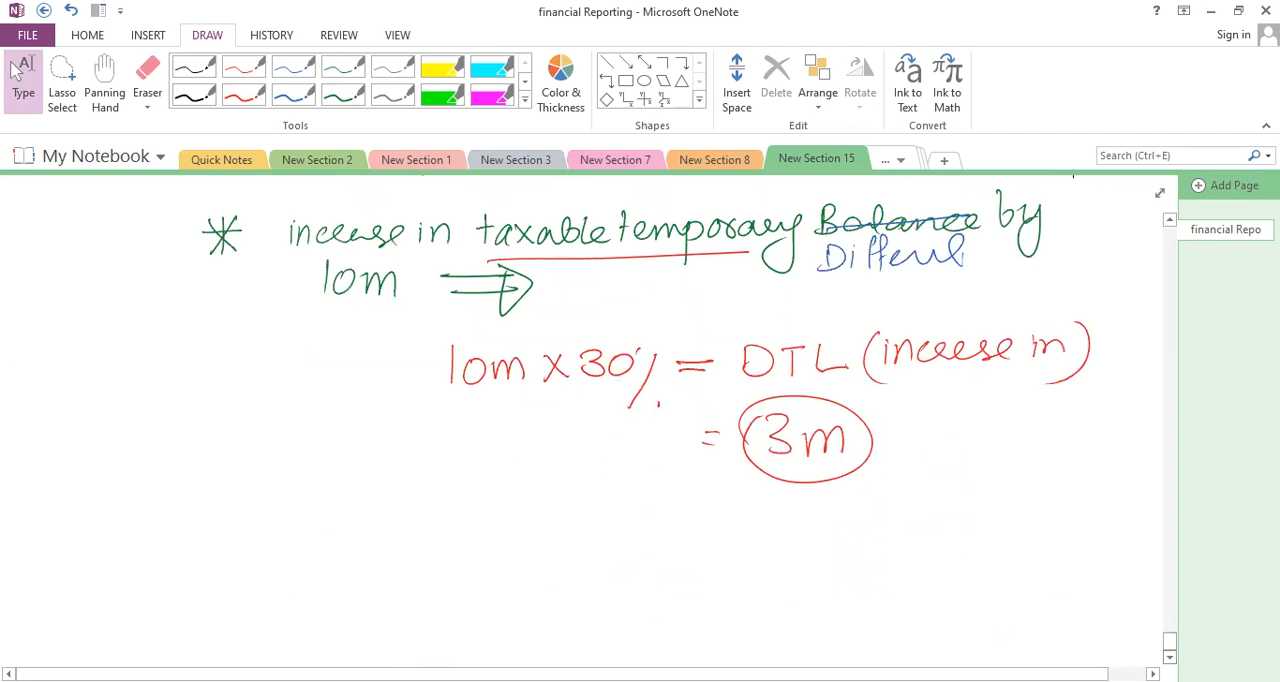 financial Reporting - Microsoft OneNote
?
FILE HOME INSERT DRAW HISTORY REVIEW VIEW
Sign in
Type Lasso Select Panning Hand Eraser Color & Thickness Insert Space Delete Arrange Rotate Ink to Text Ink to Math
Tools Shapes Edit Convert
My Notebook Quick Notes New Section 2 New Section 1 New Section 3 New Section 7 New Section 8 New Section 15 ... + Search (Ctrl+E)
Add Page
financial Repo
* incease in taxable temporary Balance by
Differnl
10m ⇒
10m x 30% = DTL (incese in)
= 3m